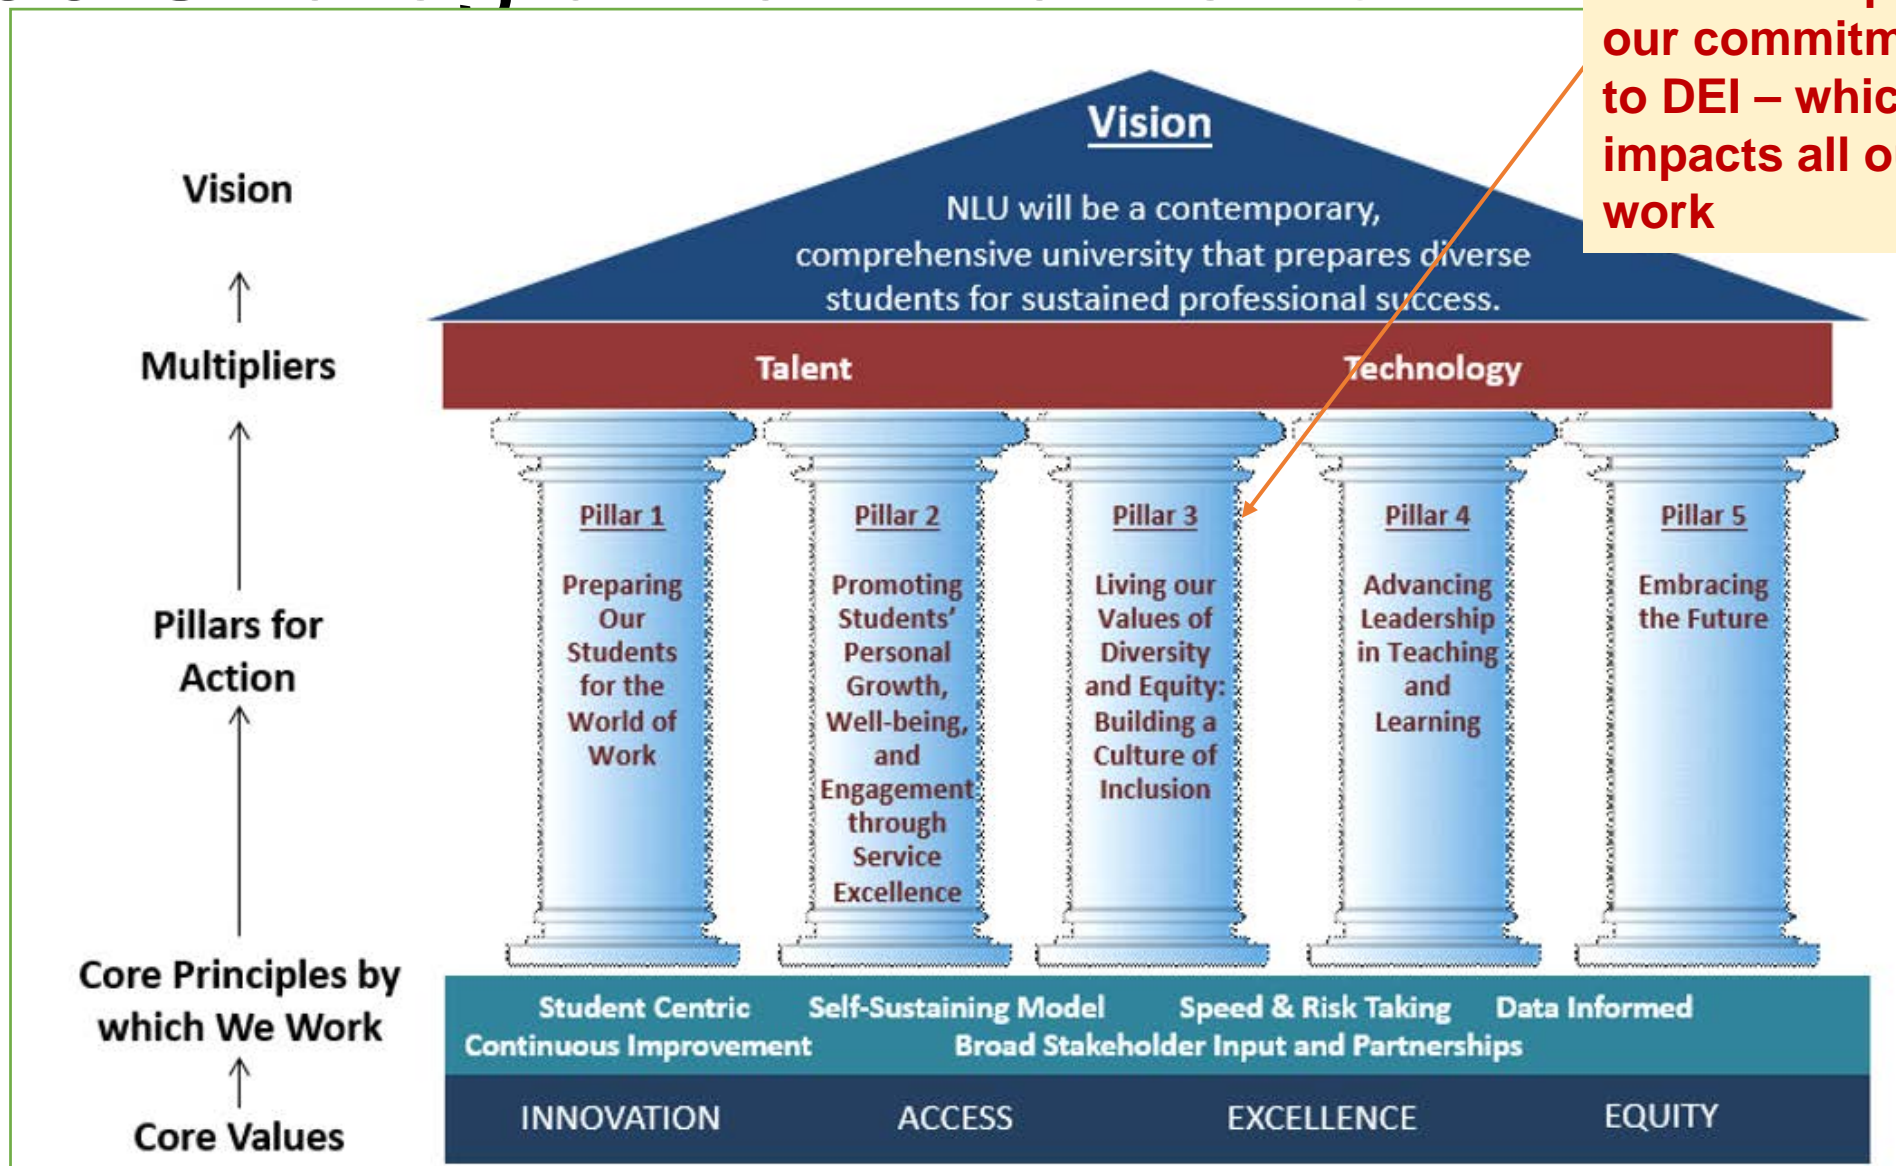 our
to DEI –
impacts all
work
Vision
NLU will be a contemporary,
comprehensive university that prepares diverse
students for sustained professional success.
Vision
Multipliers
Talent Technology
Pillars for
Action
Pillar 1
Preparing
Our
Students
for the
World of
Work
Pillar 2
Promoting
Students’
Personal
Growth,
Well-being,
and
Engagement
through
Service
Excellence
Pillar 3
Living our
Values of
Diversity
and Equity:
Building a
Culture of
Inclusion
Pillar 4
Advancing
Leadership
in Teaching
and
Learning
Pillar 5
Embracing
the Future
Core Principles by
which We Work
Student Centric Self-Sustaining Model Speed & Risk Taking Data Informed
Continuous Improvement Broad Stakeholder Input and Partnerships
Core Values
INNOVATION ACCESS EXCELLENCE EQUITY